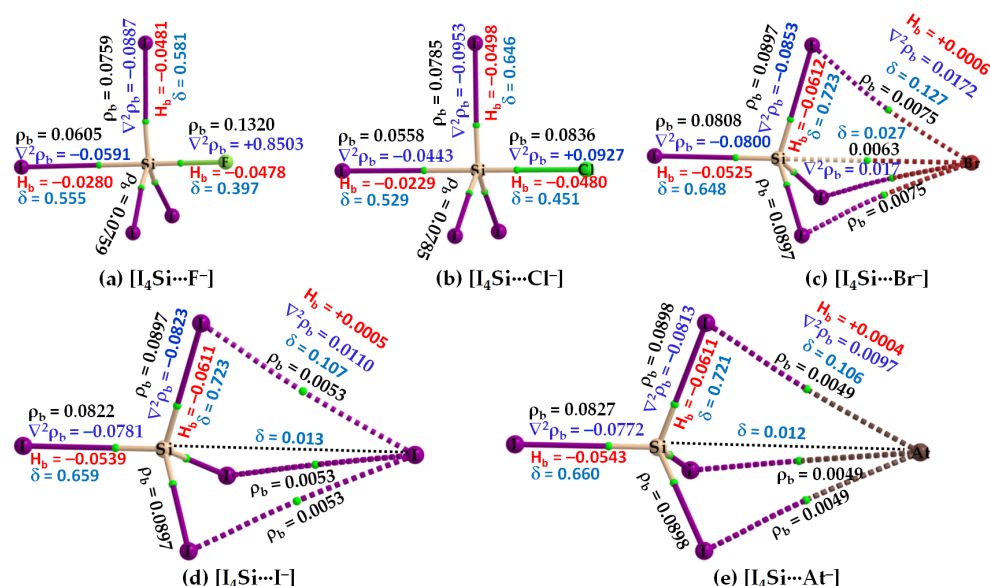 ρb = 0.0759
∇²ρb = −0.0887
Hb = −0.0481
δ = 0.581
I
ρb = 0.0605
∇²ρb = −0.0591
Hb = −0.0280
δ = 0.555
I
Si
ρb = 0.1320
∇²ρb = +0.8503
Hb = −0.0478
δ = 0.397
F
ρb = 0.0759
I
I
(a) [I₄Si···F⁻]
ρb = 0.0785
∇²ρb = −0.0953
Hb = −0.0498
δ = 0.646
I
ρb = 0.0558
∇²ρb = −0.0443
Hb = −0.0229
δ = 0.529
I
Si
ρb = 0.0836
∇²ρb = +0.0927
Hb = −0.0480
δ = 0.451
Cl
ρb = 0.0785
I
I
(b) [I₄Si···Cl⁻]
ρb = 0.0897
∇²ρb = −0.0853
Hb = −0.0612
δ = 0.723
I
Hb = +0.0006
∇²ρb = 0.0172
δ = 0.127
ρb = 0.0075
ρb = 0.0808
∇²ρb = −0.0800
Hb = −0.0525
δ = 0.648
I
Si
δ = 0.027
0.0063
∇²ρb = 0.017
Br
ρb = 0.0075
ρb = 0.0897
I
I
(c) [I₄Si···Br⁻]
ρb = 0.0897
∇²ρb = −0.0823
Hb = −0.0611
δ = 0.723
I
Hb = +0.0005
∇²ρb = 0.0110
δ = 0.107
ρb = 0.0053
ρb = 0.0822
∇²ρb = −0.0781
Hb = −0.0539
δ = 0.659
I
Si
δ = 0.013
I
ρb = 0.0053
ρb = 0.0053
ρb = 0.0897
I
I
(d) [I₄Si···I⁻]
ρb = 0.0898
∇²ρb = −0.0813
Hb = −0.0611
δ = 0.721
I
Hb = +0.0004
∇²ρb = 0.0097
δ = 0.106
ρb = 0.0049
ρb = 0.0827
∇²ρb = −0.0772
Hb = −0.0543
δ = 0.660
I
Si
δ = 0.012
At
ρb = 0.0049
ρb = 0.0049
ρb = 0.0898
I
I
(e) [I₄Si···At⁻]